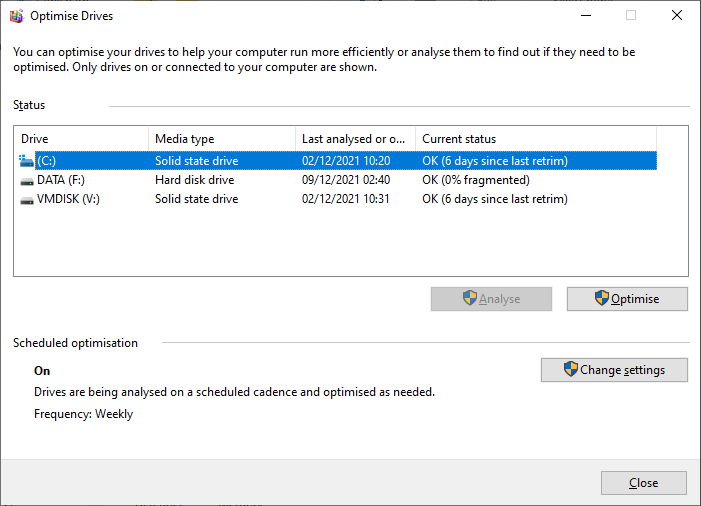 Optimise Drives
You can optimise your drives to help your computer run more efficiently or analyse them to find out if they need to be
optimised. Only drives on or connected to your computer are shown.
Status
Drive Media type Last analysed or o... Current status
(C:) Solid state drive 02/12/2021 10:20 OK (6 days since last retrim)
DATA (F:) Hard disk drive 09/12/2021 02:40 OK (0% fragmented)
VMDISK (V:) Solid state drive 02/12/2021 10:31 OK (6 days since last retrim)
Analyse Optimise
Scheduled optimisation
On Change settings
Drives are being analysed on a scheduled cadence and optimised as needed.
Frequency: Weekly
Close